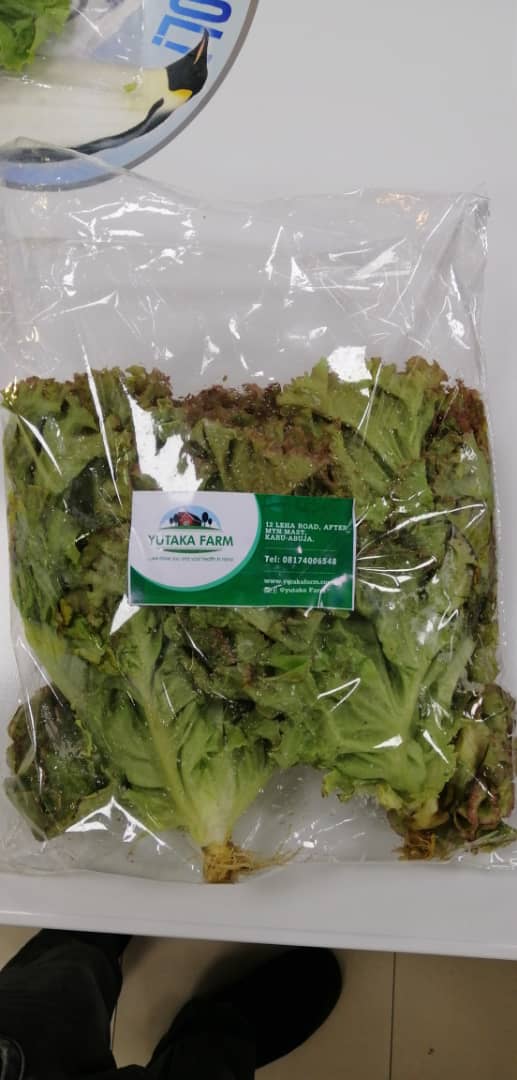 YUTAKA FARM
12 LEHA ROAD, AFTER
MTN MAST,
KARU-ABUJA.
Tel: 08174006548
www.yutakafarm.com
@yutaka Farm